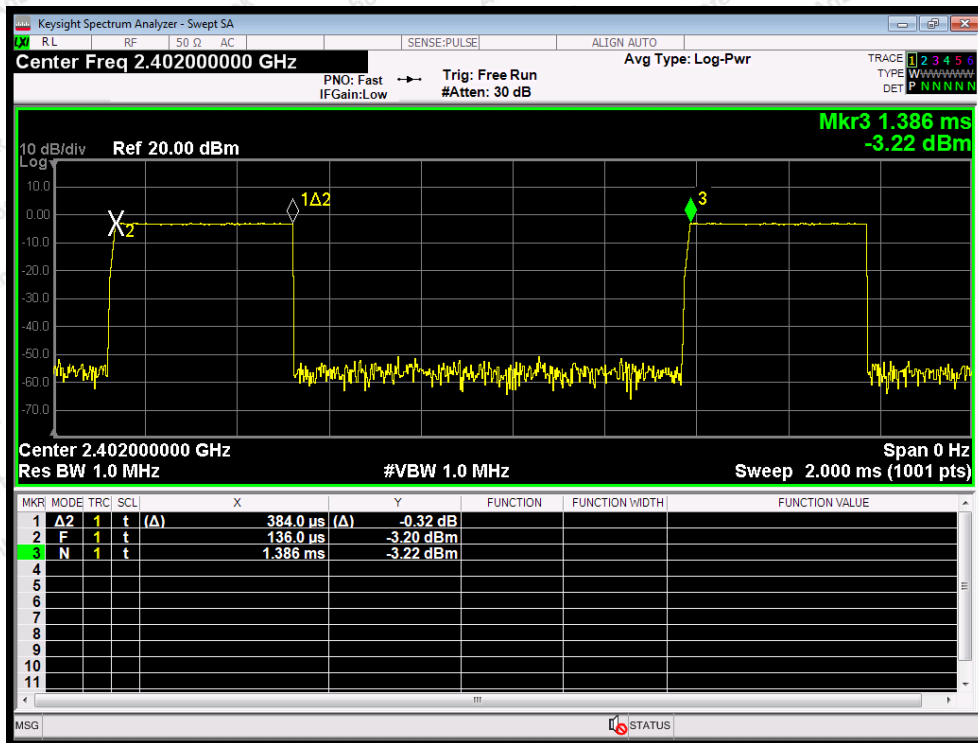 Keysight Spectrum Analyzer - Swept SA
LXI RL RF 50 Ω AC SENSE:PULSE ALIGN AUTO
Center Freq 2.402000000 GHz
PNO: Fast
IFGain:Low
Trig: Free Run
#Atten: 30 dB
Avg Type: Log-Pwr
TRACE 1 2 3 4 5 6
TYPE WWWWWW
DET P N N N N N
Mkr3 1.386 ms
-3.22 dBm
10 dB/div Ref 20.00 dBm
Log
10.0
0.00
-10.0
-20.0
-30.0
-40.0
-50.0
-60.0
-70.0
X2
1Δ2
3
Center 2.402000000 GHz Span 0 Hz
Res BW 1.0 MHz #VBW 1.0 MHz Sweep 2.000 ms (1001 pts)
MKR MODE TRC SCL X Y FUNCTION FUNCTION WIDTH FUNCTION VALUE
1 Δ2 1 t (Δ) 384.0 µs (Δ) -0.32 dB
2 F 1 t 136.0 µs -3.20 dBm
3 N 1 t 1.386 ms -3.22 dBm
4
5
6
7
8
9
10
11
MSG STATUS